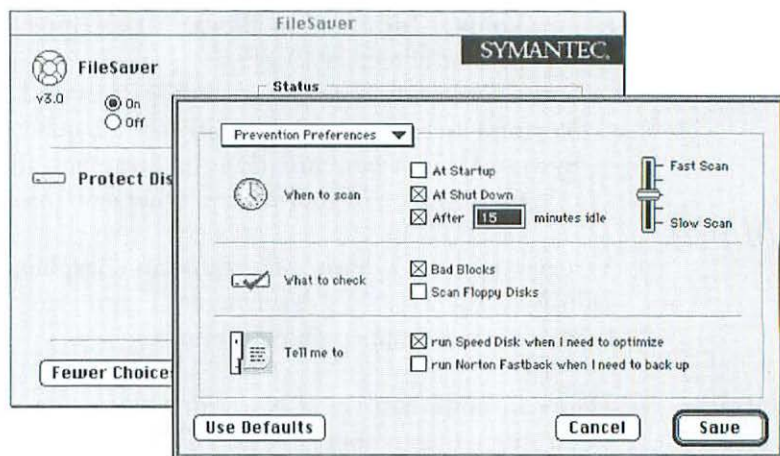 FileSaver
SYMANTEC.
FileSaver
v3.0
On
Off
Status
Protect Dis
Fewer Choice
Prevention Preferences
When to scan
At Startup
At Shut Down
After 15 minutes idle
Fast Scan
Slow Scan
What to check
Bad Blocks
Scan Floppy Disks
Tell me to
run Speed Disk when I need to optimize
run Norton Fastback when I need to back up
Use Defaults
Cancel
Save